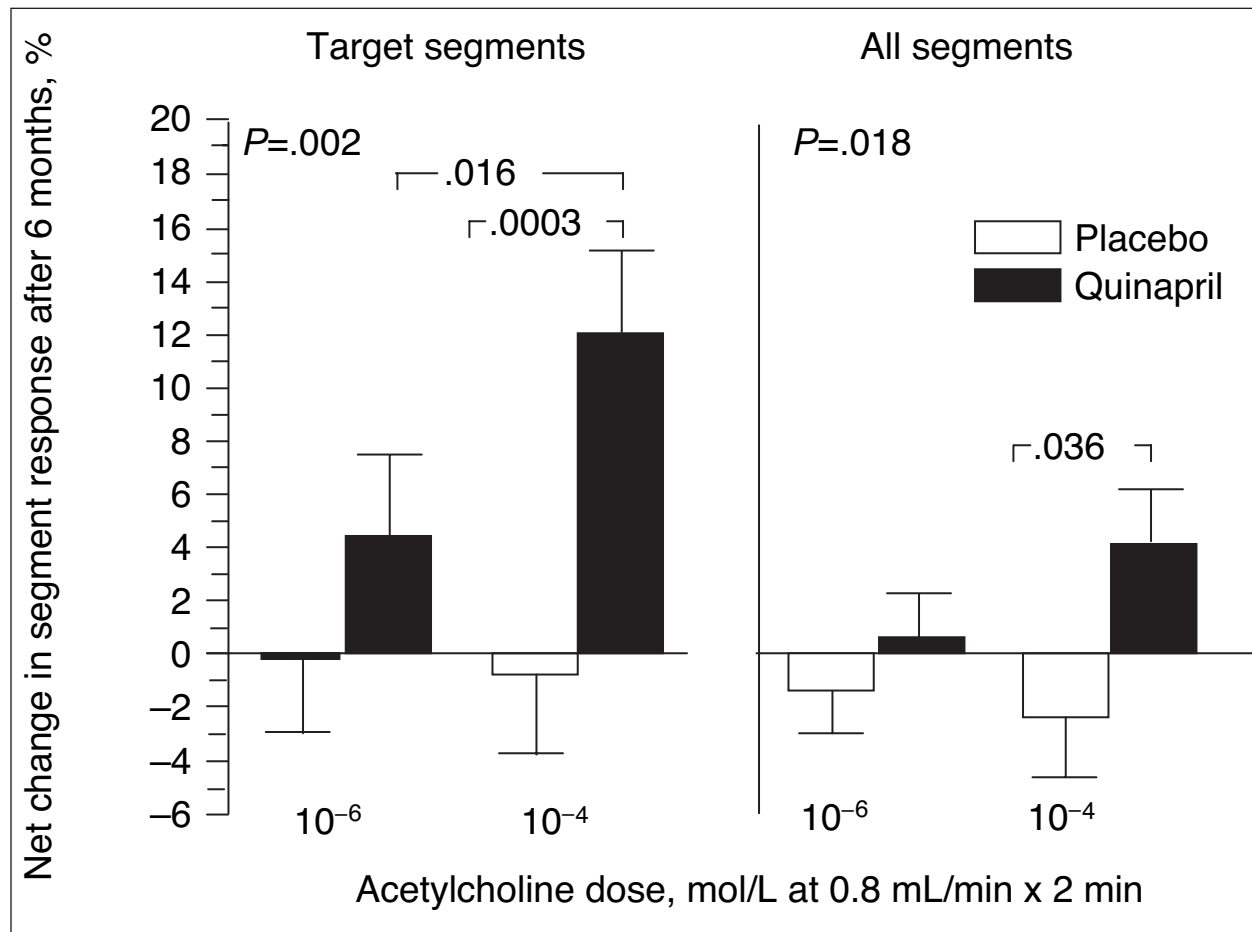 Net change in segment response after 6 months, %
Target segments
All segments
20
18
16
14
12
10
8
6
4
2
0
–2
–4
–6
P=.002
.016
.0003
P=.018
Placebo
Quinapril
.036
10⁻⁶
10⁻⁴
10⁻⁶
10⁻⁴
Acetylcholine dose, mol/L at 0.8 mL/min x 2 min